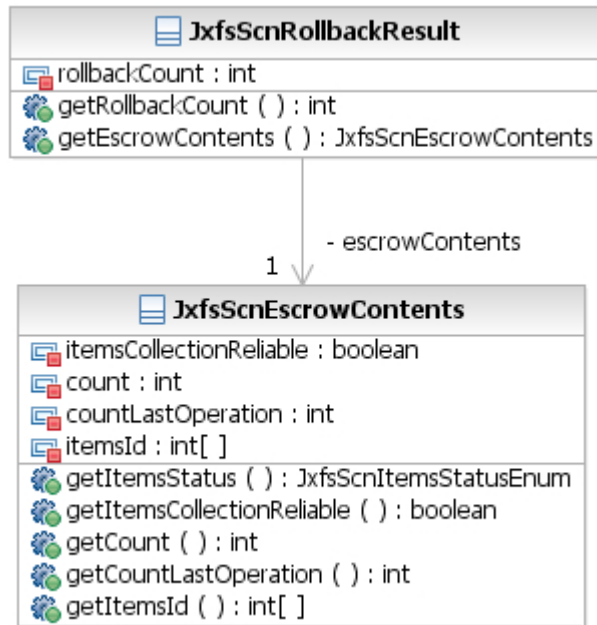 JxfsScnRollbackResult
rollbackCount : int
getRollbackCount ( ) : int
getEscrowContents ( ) : JxfsScnEscrowContents
- escrowContents
1
JxfsScnEscrowContents
itemsCollectionReliable : boolean
count : int
countLastOperation : int
itemsId : int[ ]
getItemsStatus ( ) : JxfsScnItemsStatusEnum
getItemsCollectionReliable ( ) : boolean
getCount ( ) : int
getCountLastOperation ( ) : int
getItemsId ( ) : int[ ]